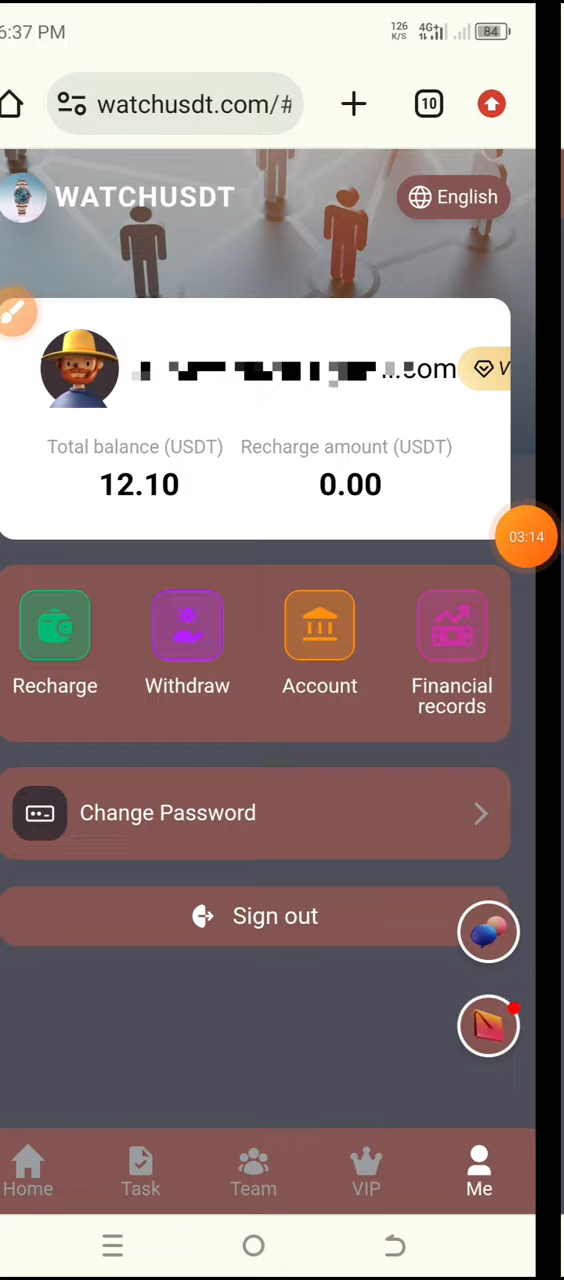 6:37 PM
126 K/S 4G+ 84
watchusdt.com/#
10
WATCHUSDT
English
...com V
Total balance (USDT) Recharge amount (USDT)
12.10 0.00
03:14
Recharge Withdraw Account Financial records
Change Password
Sign out
Home Task Team VIP Me